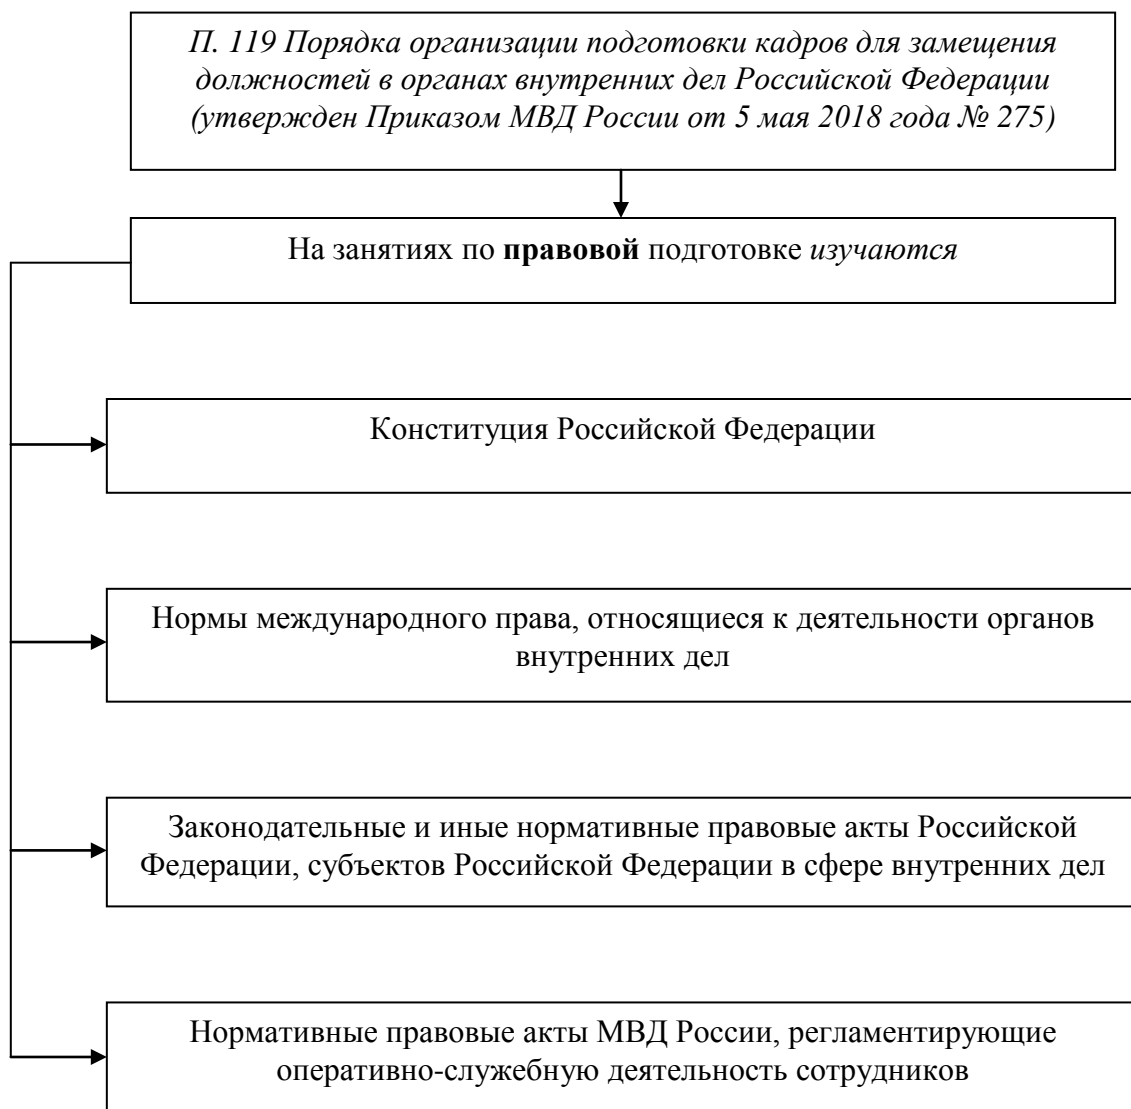 П. 119 Порядка организации подготовки кадров для замещения
должностей в органах внутренних дел Российской Федерации
(утвержден Приказом МВД России от 5 мая 2018 года № 275)
На занятиях по правовой подготовке изучаются
Конституция Российской Федерации
Нормы международного права, относящиеся к деятельности органов
внутренних дел
Законодательные и иные нормативные правовые акты Российской
Федерации, субъектов Российской Федерации в сфере внутренних дел
Нормативные правовые акты МВД России, регламентирующие
оперативно-служебную деятельность сотрудников